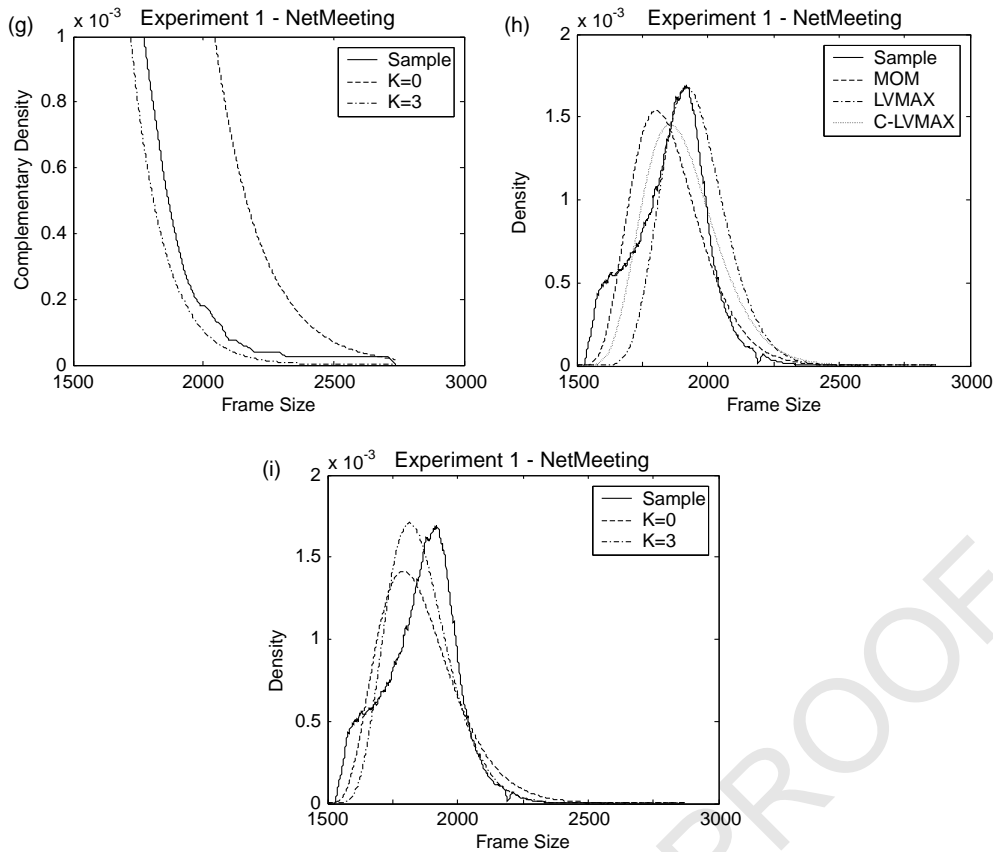 (g)
x 10⁻³
Experiment 1 - NetMeeting
Sample
K=0
K=3
Complementary Density
1
0.8
0.6
0.4
0.2
0
1500 2000 2500 3000
Frame Size
(h)
x 10⁻³
Experiment 1 - NetMeeting
Sample
MOM
LVMAX
C-LVMAX
Density
2
1.5
1
0.5
0
1500 2000 2500 3000
Frame Size
(i)
x 10⁻³
Experiment 1 - NetMeeting
Sample
K=0
K=3
Density
2
1.5
1
0.5
0
1500 2000 2500 3000
Frame Size
PROOF